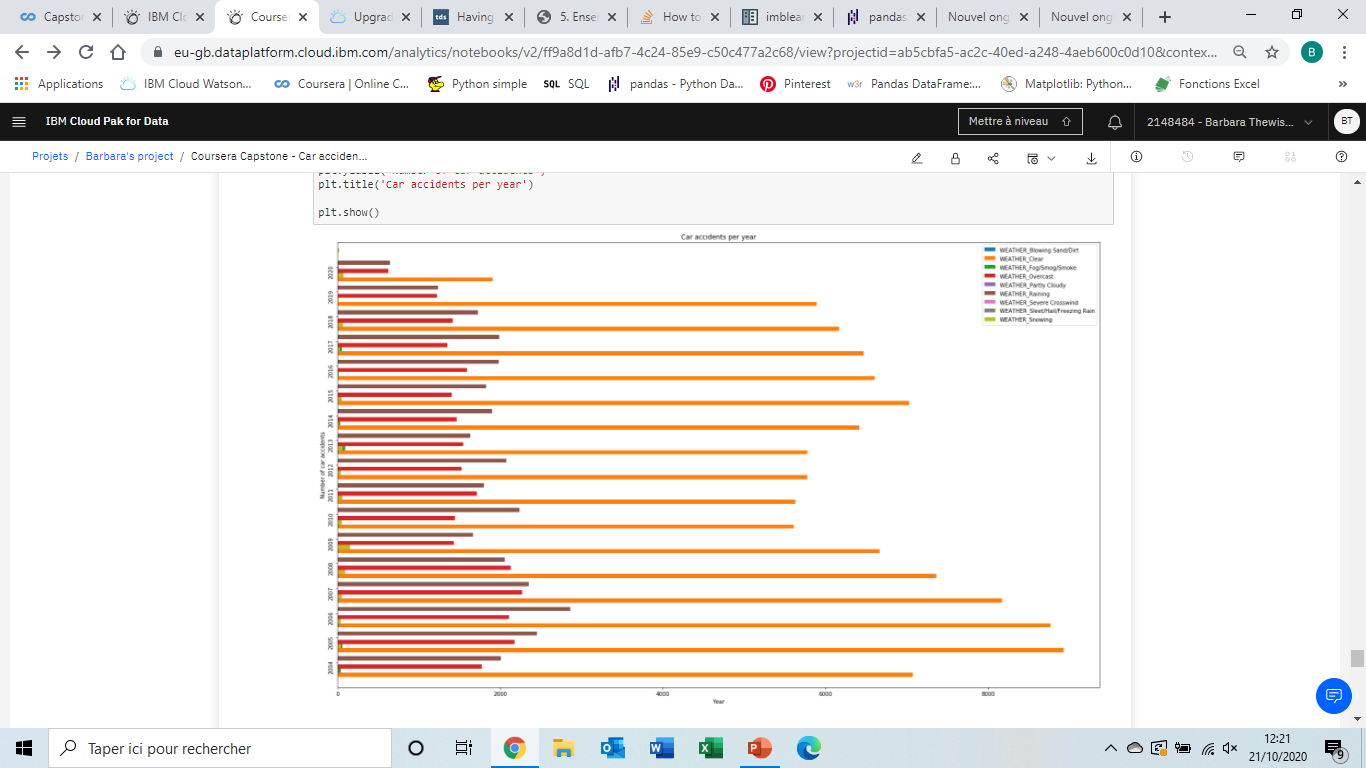 Capsto
IBM Cl
Course
Upgrad
tds Having
5. Ense
How to
imblear
pandas
Nouvel ong
Nouvel ong
eu-gb.dataplatform.cloud.ibm.com/analytics/notebooks/v2/ff9a8d1d-afb7-4c24-85e9-c50c477a2c68/view?projectid=ab5cbfa5-ac2c-40ed-a248-4aeb600c0d10&contex...
B
Applications
IBM Cloud Watson...
Coursera | Online C...
Python simple
SQL SQL
pandas - Python Da...
Pinterest
w3r Pandas DataFrame:...
Matplotlib: Python...
Fonctions Excel
»
IBM Cloud Pak for Data
Mettre à niveau
2148484 - Barbara Thewis...
BT
Projets / Barbara's project / Coursera Capstone - Car acciden...
plt.title('Car accidents per year')
plt.show()
Car accidents per year
WEATHER_Blowing Sand/Dirt
WEATHER_Clear
WEATHER_Fog/Smog/Smoke
WEATHER_Overcast
WEATHER_Partly Cloudy
WEATHER_Raining
WEATHER_Severe Crosswind
WEATHER_Sleet/Hail/Freezing Rain
WEATHER_Snowing
Number of car accidents
2020
2019
2018
2017
2016
2015
2014
2013
2012
2011
2010
2009
2008
2007
2006
2005
2004
0 2000 4000 6000 8000
Year
Taper ici pour rechercher
12:21
21/10/2020
9